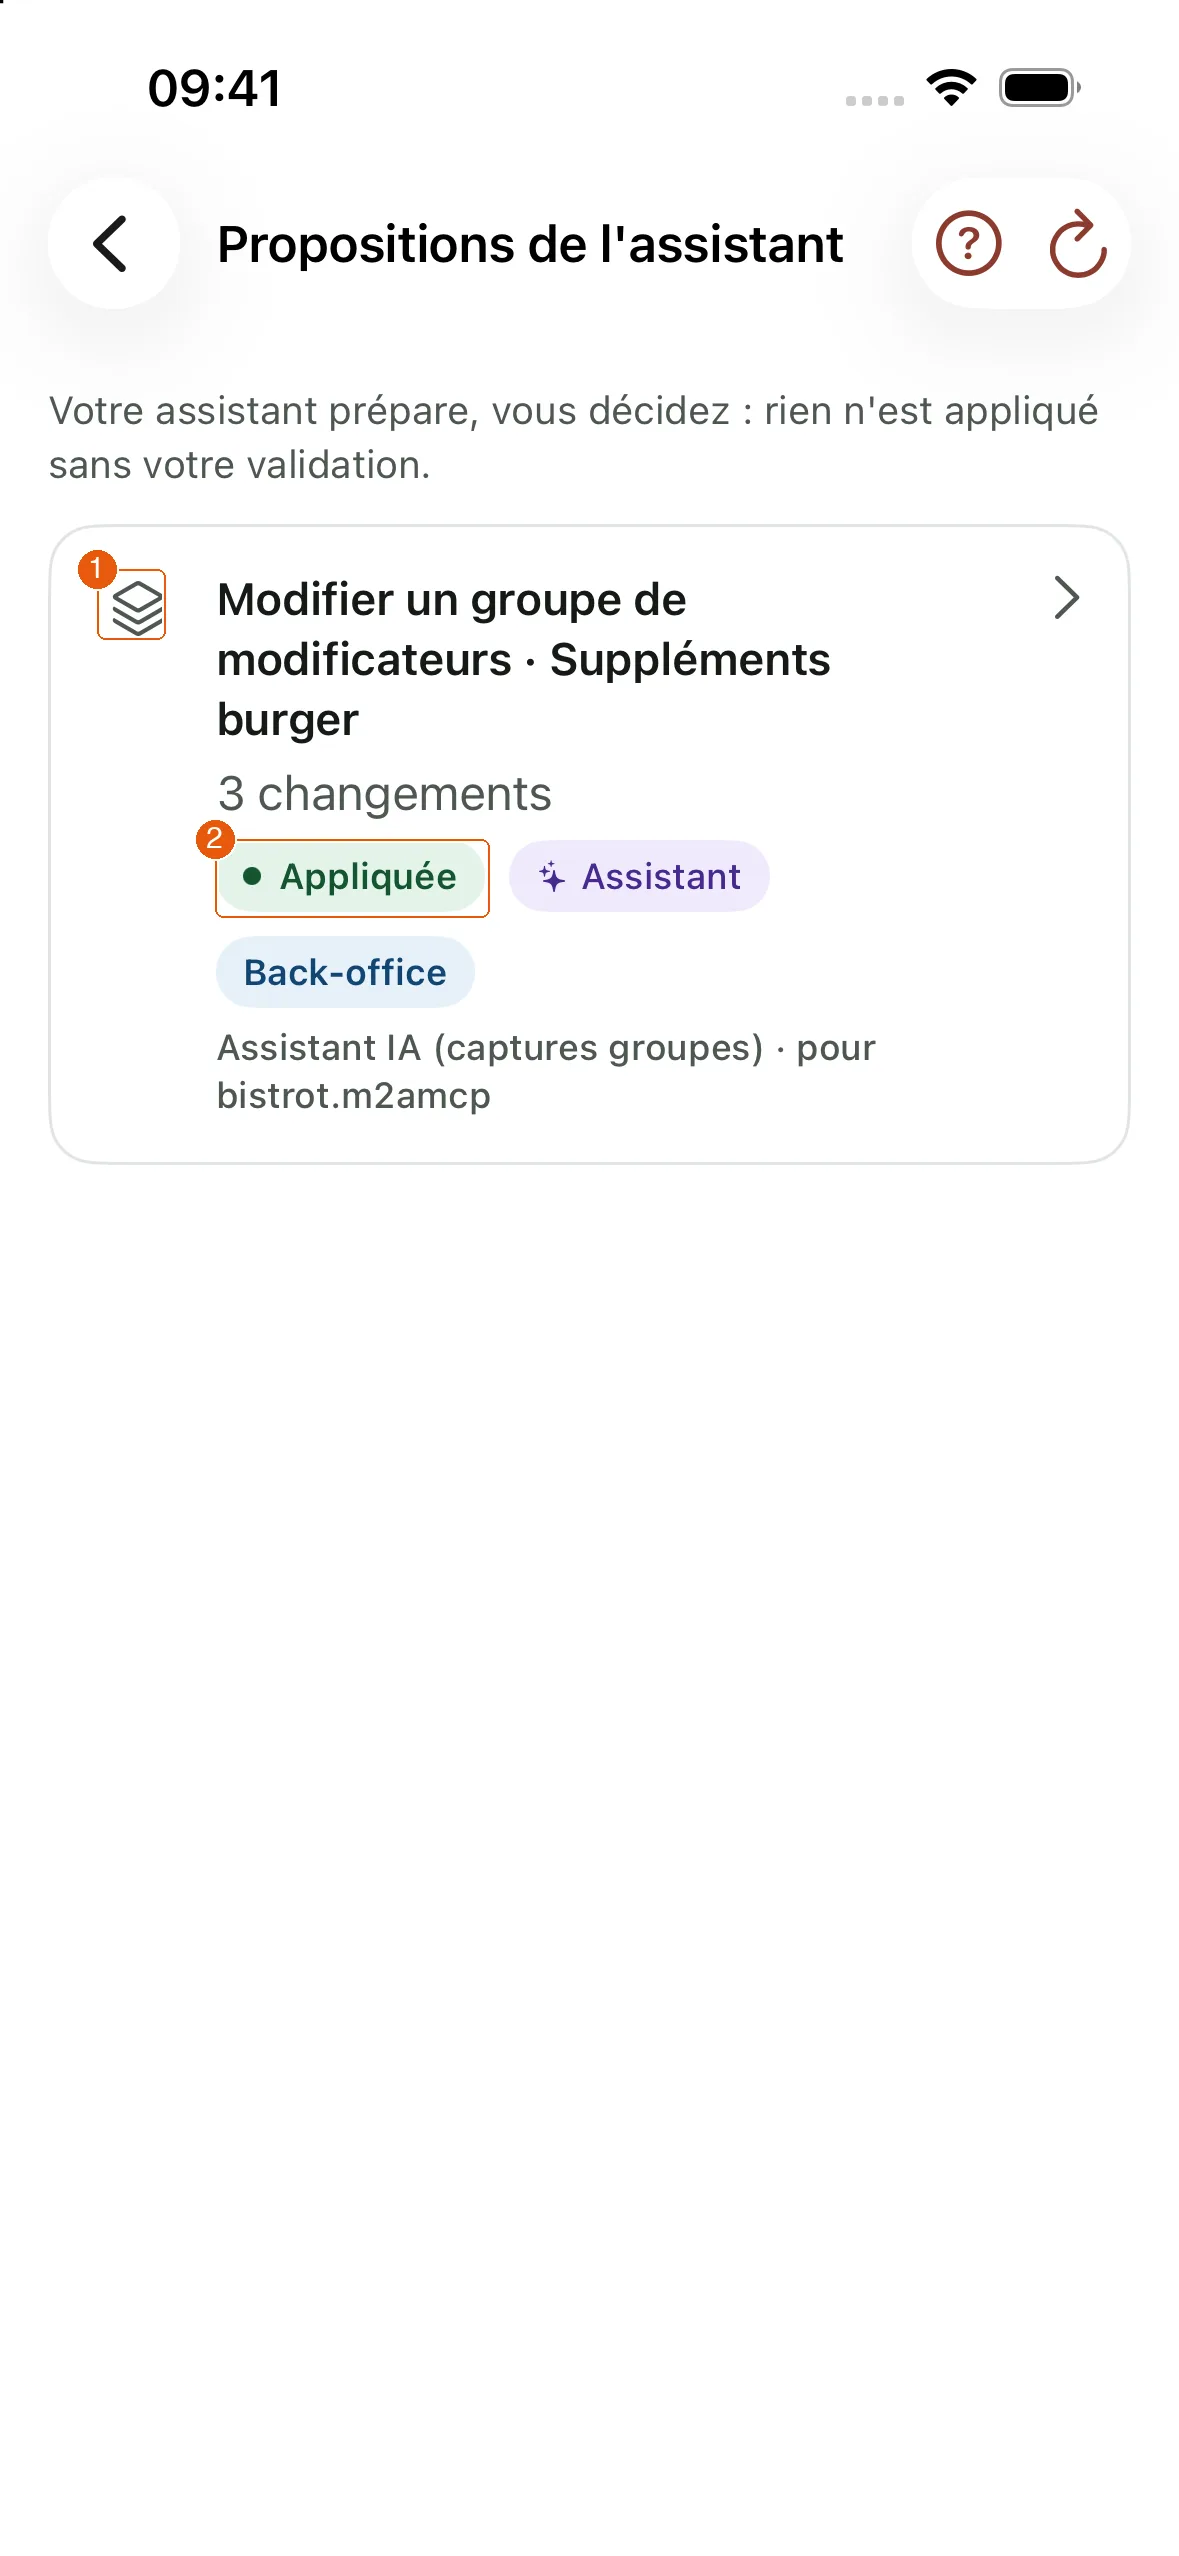 09:41
Propositions de l'assistant
?
Votre assistant prépare, vous décidez : rien n'est appliqué
sans votre validation.
1
Modifier un groupe de
modificateurs · Suppléments
burger
3 changements
2
Appliquée
Assistant
Back-office
Assistant IA (captures groupes) · pour
bistrot.m2amcp